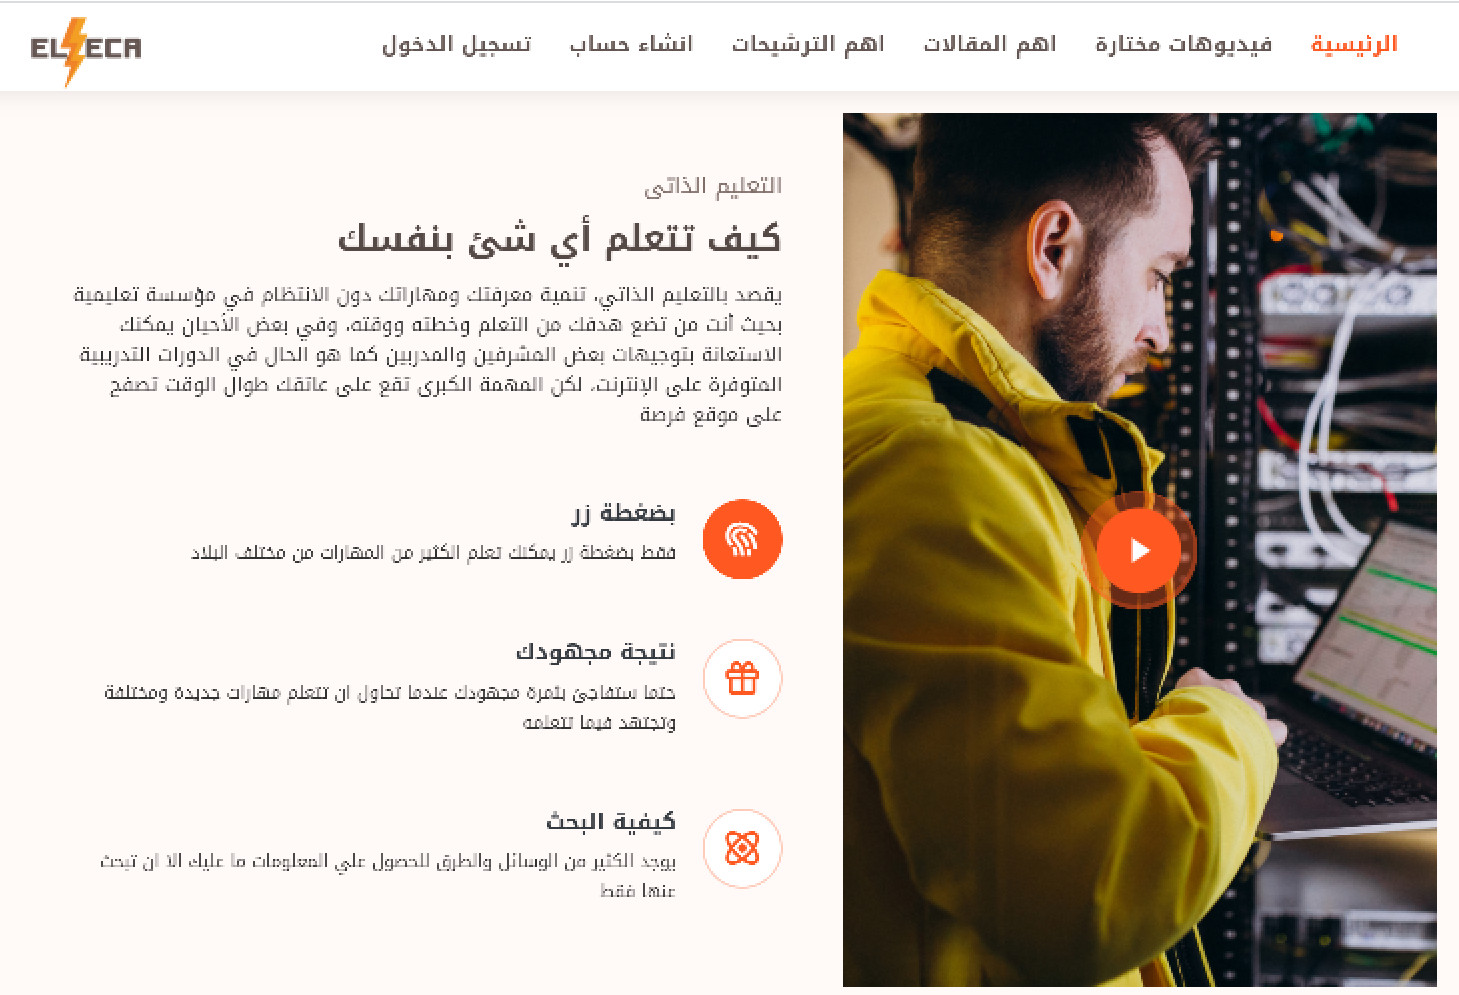 الرئيسية
فيديوهات مختارة
اهم المقالات
اهم الترشيحات
انشاء حساب
تسجيل الدخول
ELSECA
التعليم الذاتى
كيف تتعلم أي شئ بنفسك
يقصد بالتعليم الذاتي، تنمية معرفتك ومهاراتك دون الانتظام في مؤسسة تعليمية
بحيث أنت من تضع هدفك من التعلم وخطته ووقته، وفي بعض الأحيان يمكنك
الاستعانة بتوجيهات بعض المشرفين والمدربين كما هو الحال في الدورات التدريبية
المتوفرة على الإنترنت. لكن المهمة الكبرى تقع على عاتقك طوال الوقت تصفح
على موقع فرصة
بضغطة زر
فقط بضغطة زر يمكنك تعلم الكثير من المهارات من مختلف البلاد
نتيجة مجهودك
حتما ستفاجئ بثمرة مجهودك عندما تحاول ان تتعلم مهارات جديدة ومختلفة
وتجتهد فيما تتعلمه
كيفية البحث
يوجد الكثير من الوسائل والطرق للحصول علي المعلومات ما عليك الا ان تبحث
عنها فقط